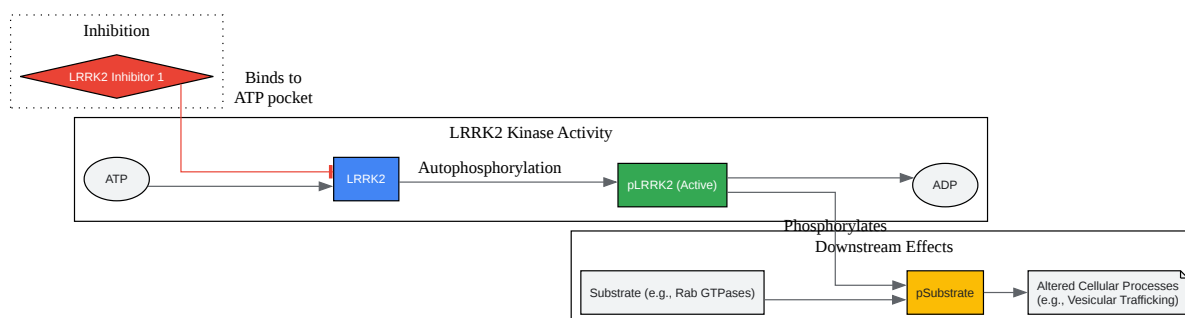 Inhibition
LRRK2 Inhibitor 1
Binds to
ATP pocket
LRRK2 Kinase Activity
ATP
LRRK2
Autophosphorylation
pLRRK2 (Active)
ADP
Phosphorylates
Downstream Effects
Substrate (e.g., Rab GTPases)
pSubstrate
Altered Cellular Processes
(e.g., Vesicular Trafficking)